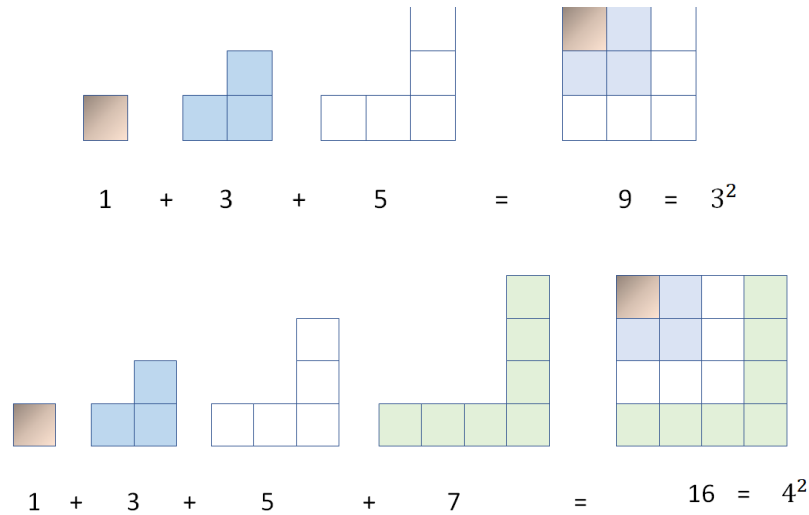 1 + 3 + 5 = 9 = 3²
1 + 3 + 5 + 7 = 16 = 4²